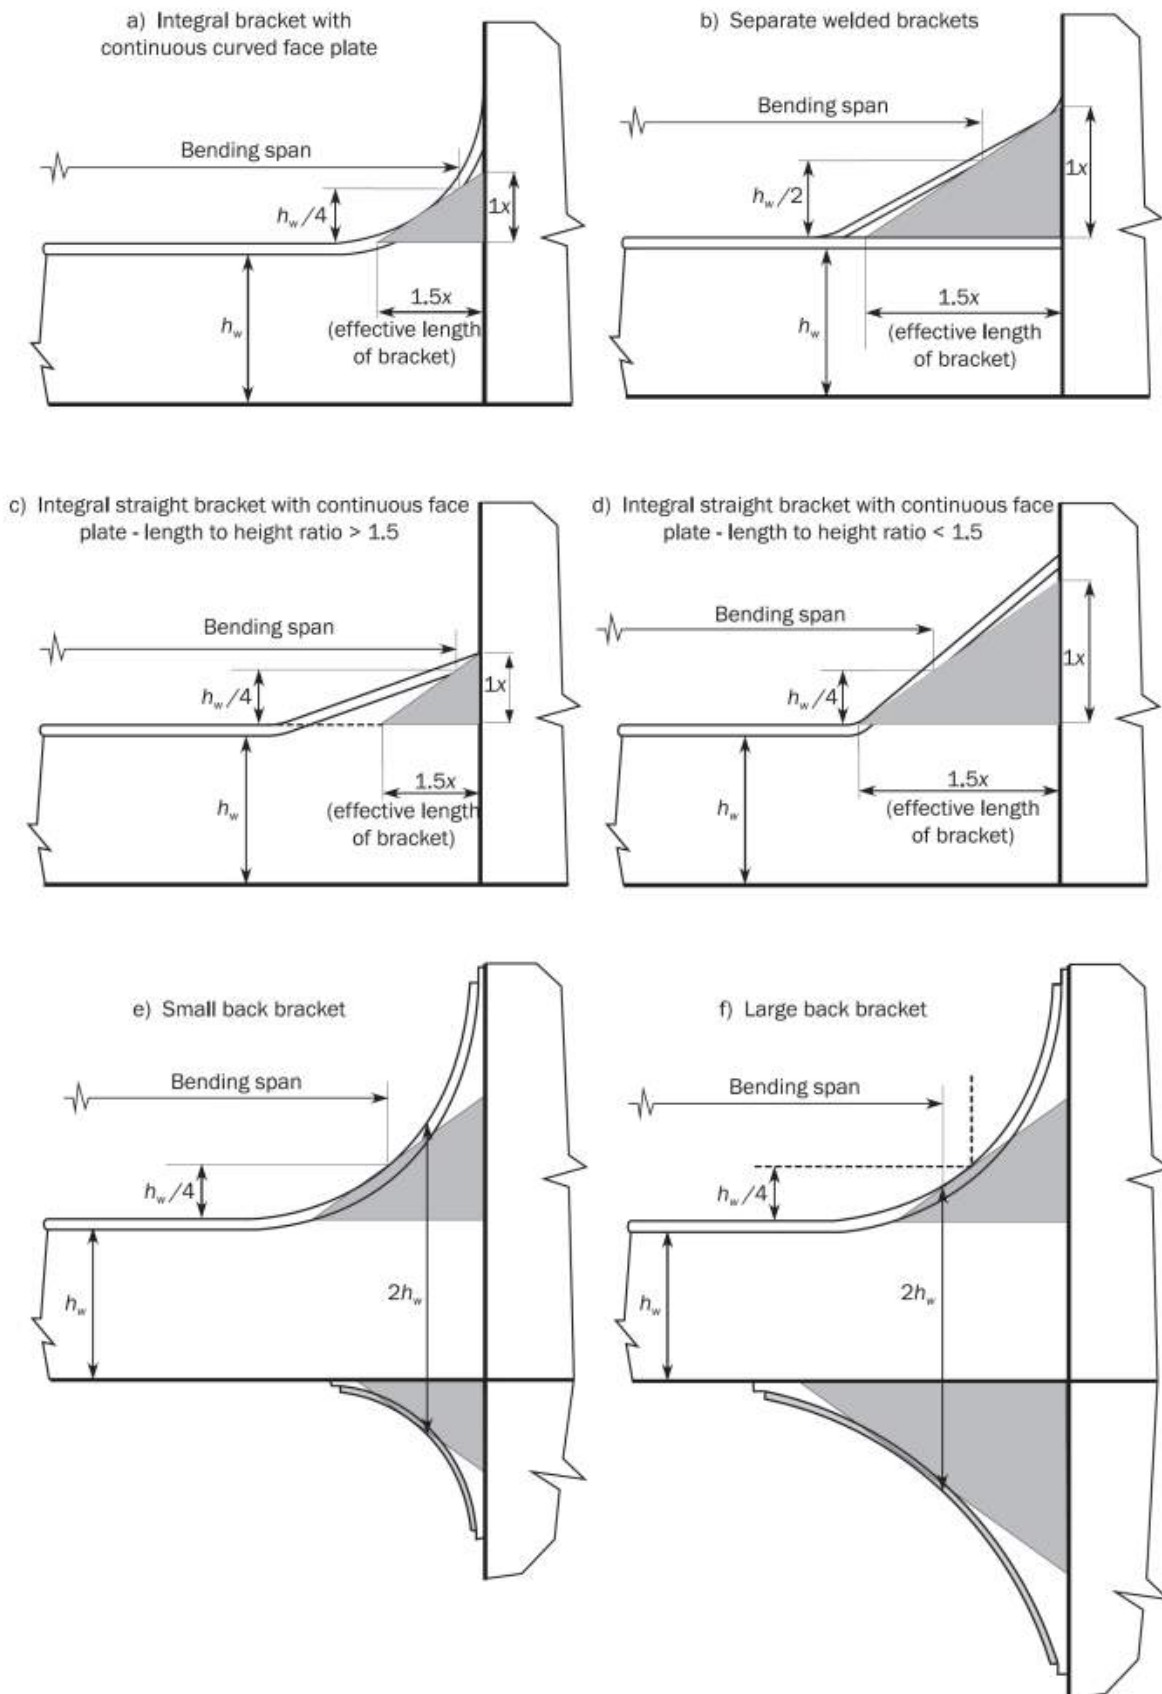 a) Integral bracket with
continuous curved face plate
Bending span
h_w/4
1x
1.5x
(effective length
of bracket)
h_w
b) Separate welded brackets
Bending span
h_w/2
1x
1.5x
(effective length
of bracket)
h_w
c) Integral straight bracket with continuous face
plate - length to height ratio > 1.5
Bending span
h_w/4
1x
1.5x
(effective length
of bracket)
h_w
d) Integral straight bracket with continuous face
plate - length to height ratio < 1.5
Bending span
h_w/4
1x
1.5x
(effective length
of bracket)
h_w
e) Small back bracket
Bending span
h_w/4
2h_w
h_w
f) Large back bracket
Bending span
h_w/4
2h_w
h_w